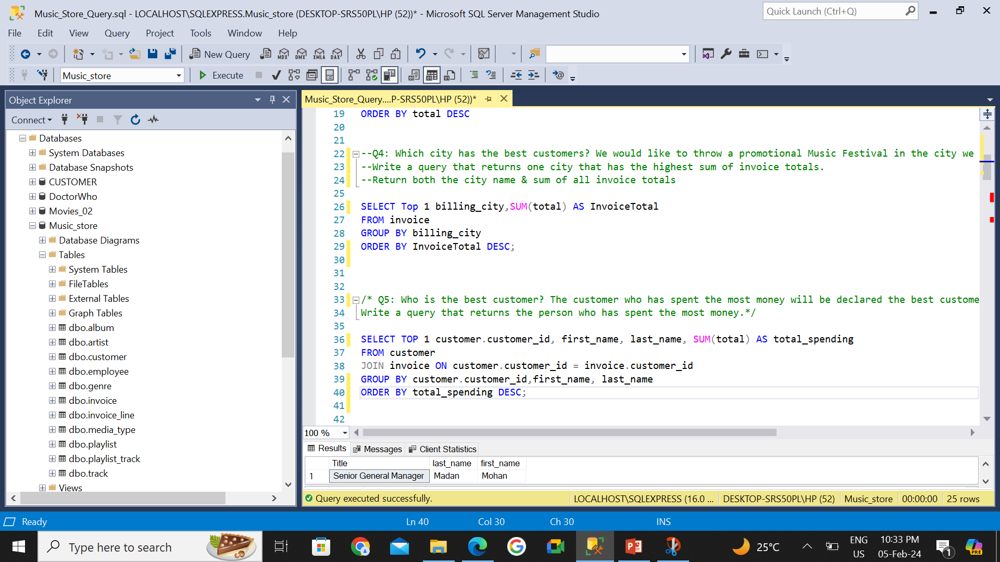 Music_Store_Query.sql - LOCALHOST\SQLEXPRESS.Music_store (DESKTOP-SRS50PL\HP (52))* - Microsoft SQL Server Management Studio
Quick Launch (Ctrl+Q)
File Edit View Query Project Tools Window Help
New Query MDX DMX XMLA DAX
Music_store Execute
Object Explorer
Connect
Databases
System Databases
Database Snapshots
CUSTOMER
DoctorWho
Movies_02
Music_store
Database Diagrams
Tables
System Tables
FileTables
External Tables
Graph Tables
dbo.album
dbo.artist
dbo.customer
dbo.employee
dbo.genre
dbo.invoice
dbo.invoice_line
dbo.media_type
dbo.playlist
dbo.playlist_track
dbo.track
Views
Music_Store_Query....P-SRS50PL\HP (52))*
19 ORDER BY total DESC
20
21
22 --Q4: Which city has the best customers? We would like to throw a promotional Music Festival in the city we
23 --Write a query that returns one city that has the highest sum of invoice totals.
24 --Return both the city name & sum of all invoice totals
25
26 SELECT Top 1 billing_city,SUM(total) AS InvoiceTotal
27 FROM invoice
28 GROUP BY billing_city
29 ORDER BY InvoiceTotal DESC;
30
31
32
33 /* Q5: Who is the best customer? The customer who has spent the most money will be declared the best custome
34 Write a query that returns the person who has spent the most money.*/
35
36 SELECT TOP 1 customer.customer_id, first_name, last_name, SUM(total) AS total_spending
37 FROM customer
38 JOIN invoice ON customer.customer_id = invoice.customer_id
39 GROUP BY customer.customer_id,first_name, last_name
40 ORDER BY total_spending DESC;
41
42
100 %
Results Messages Client Statistics
Title last_name first_name
1 Senior General Manager Madan Mohan
Query executed successfully. LOCALHOST\SQLEXPRESS (16.0 ... DESKTOP-SRS50PL\HP (52) Music_store 00:00:00 25 rows
Ready Ln 40 Col 30 Ch 30 INS
Type here to search
25°C
ENG
US
10:33 PM
05-Feb-24
1
PRE